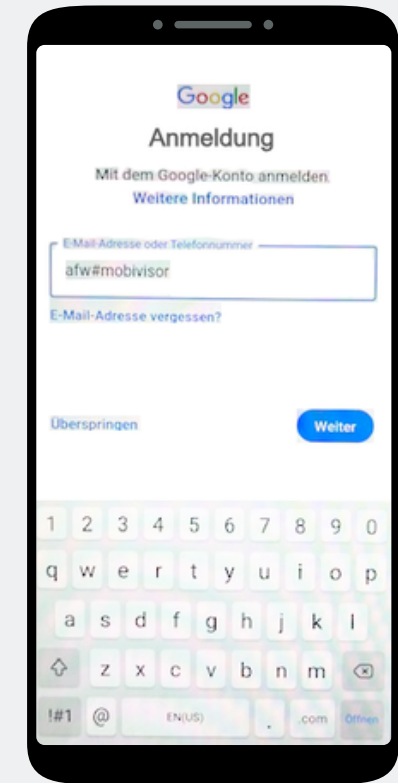 Google
Anmeldung
Mit dem Google-Konto anmelden.
Weitere Informationen
E-Mail-Adresse oder Telefonnummer
afw#mobivisor
E-Mail-Adresse vergessen?
Überspringen
Weiter
1 2 3 4 5 6 7 8 9 0
q w e r t y u i o p
a s d f g h j k l
z x c v b n m
!#1 @ EN(US) . .com Öffnen